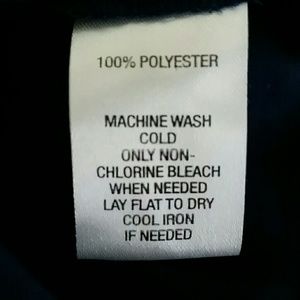 100% POLYESTER
MACHINE WASH
COLD
ONLY NON-
CHLORINE BLEACH
WHEN NEEDED
LAY FLAT TO DRY
COOL IRON
IF NEEDED